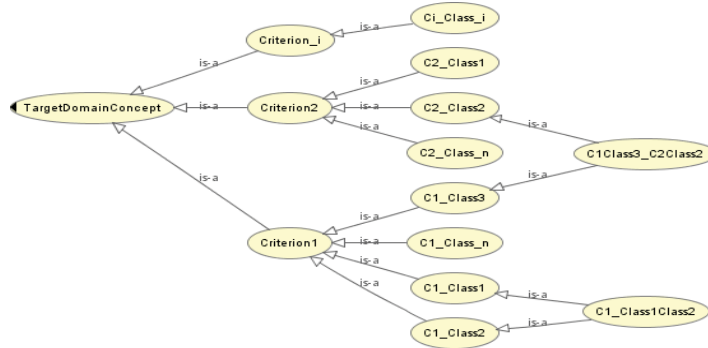 Ci_Class_i
is-a
Criterion_i
is-a
C2_Class1
is-a
TargetDomainConcept
is-a
Criterion2
is-a
C2_Class2
is-a
is-a
C2_Class_n
C1Class3_C2Class2
is-a
is-a
C1_Class3
is-a
Criterion1
is-a
C1_Class_n
is-a
C1_Class1
is-a
is-a
C1_Class1Class2
is-a
C1_Class2